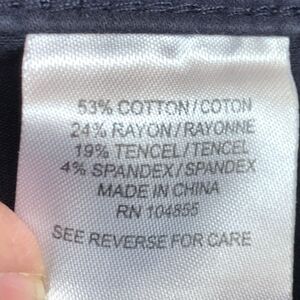 53% COTTON/COTON
24% RAYON/RAYONNE
19% TENCEL/TENCEL
4% SPANDEX/SPANDEX
MADE IN CHINA
RN 104855
SEE REVERSE FOR CARE